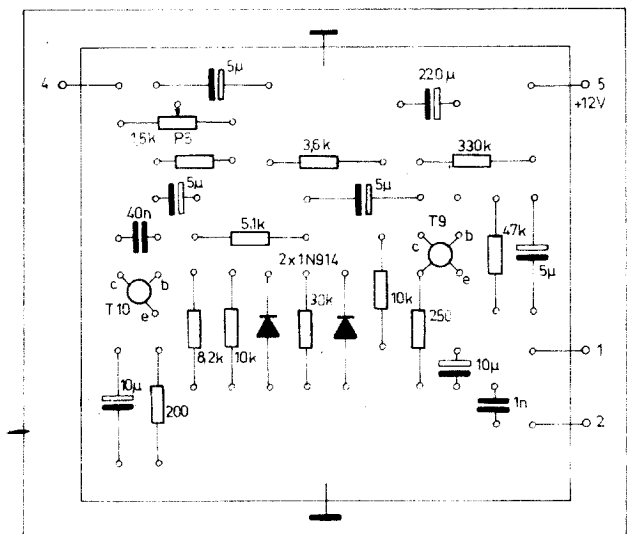 5µ
220µ
4
5
+12V
1,5k
P5
3,6k
330k
5µ
5µ
40n
5,1k
T9
c
b
47k
2x1N914
5µ
c
b
e
T10
e
30k
10k
250
8,2k
10k
10µ
1
10µ
200
1n
2